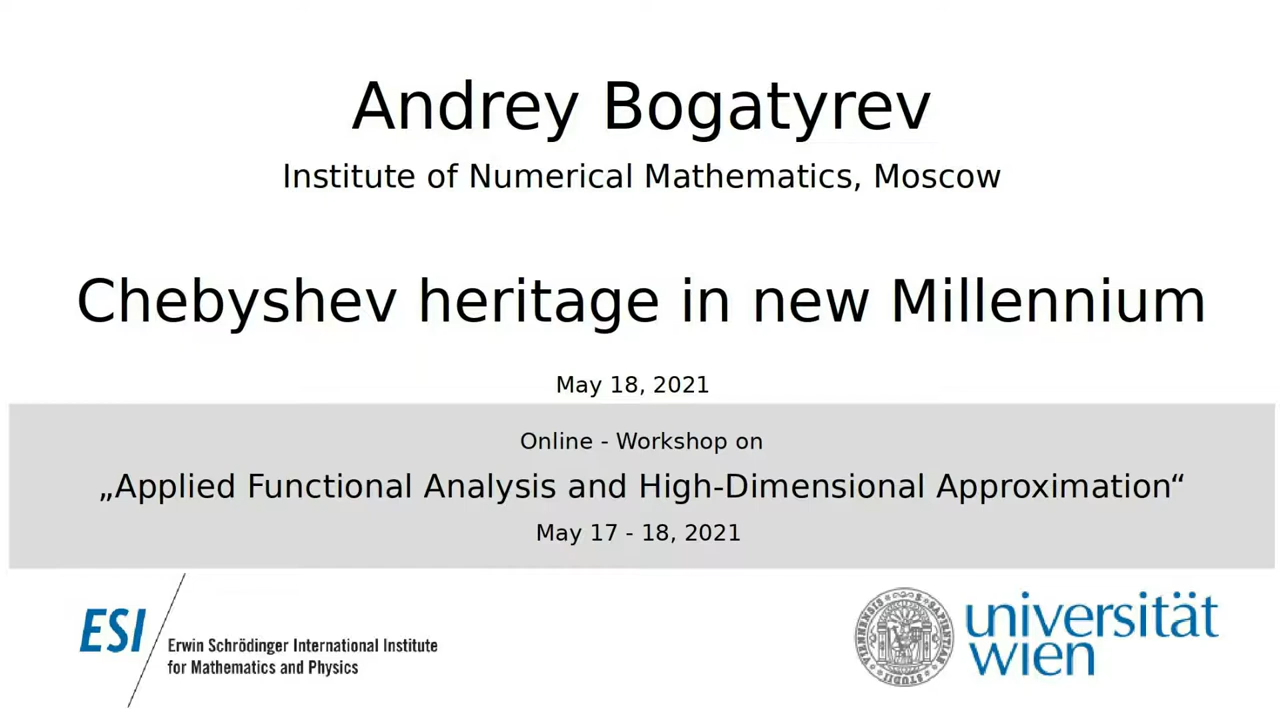 Andrey Bogatyrev
Institute of Numerical Mathematics, Moscow
Chebyshev heritage in new Millennium
May 18, 2021
Online - Workshop on
„Applied Functional Analysis and High-Dimensional Approximation“
May 17 - 18, 2021
ESI
Erwin Schrödinger International Institute
for Mathematics and Physics
universität
wien